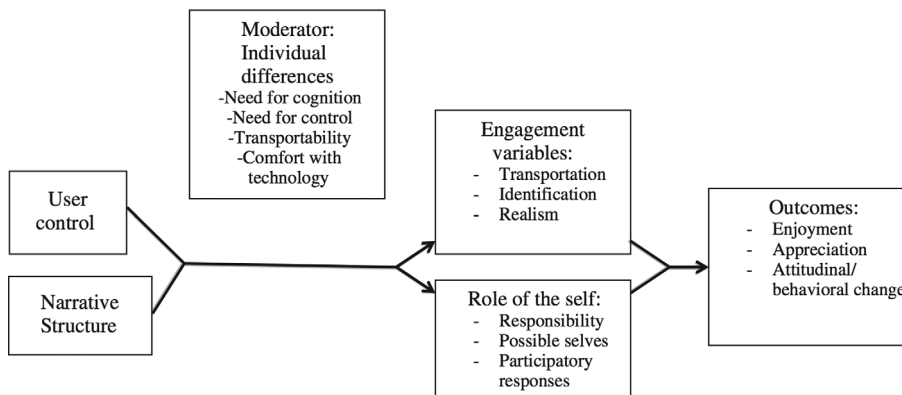 Moderator:
Individual
differences
-Need for cognition
-Need for control
-Transportability
-Comfort with
technology
User
control
Narrative
Structure
Engagement
variables:
- Transportation
- Identification
- Realism
Role of the self:
- Responsibility
- Possible selves
- Participatory
responses
Outcomes:
- Enjoyment
- Appreciation
- Attitudinal/
behavioral change